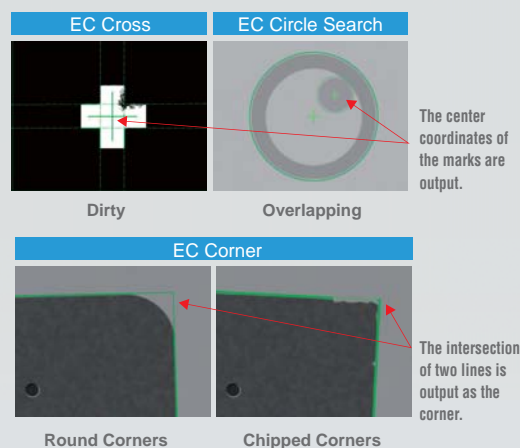 EC Cross
EC Circle Search
The center
coordinates of
the marks are
output.
Dirty
Overlapping
EC Corner
The intersection
of two lines is
output as the
corner.
Round Corners
Chipped Corners